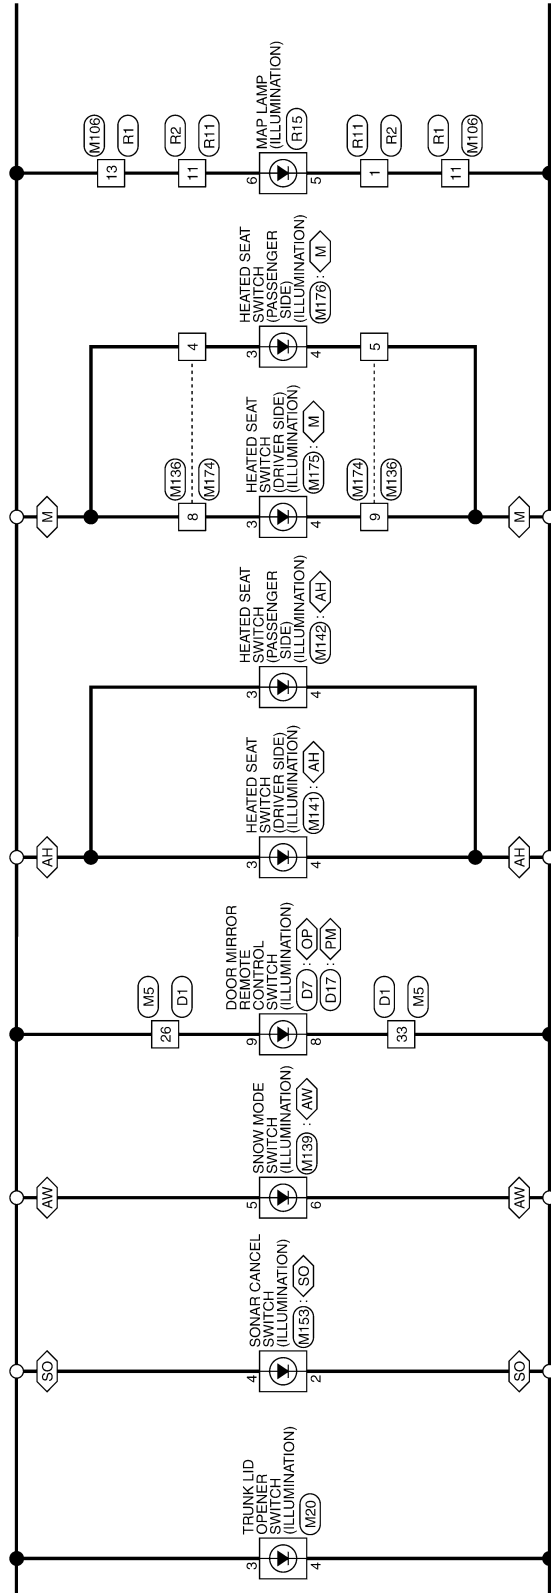 TRUNK LID
OPENER
SWITCH
(ILLUMINATION)
M20
3
4
SO
SONAR CANCEL
SWITCH
(ILLUMINATION)
M153 : SO
4
2
SO
AW
SNOW MODE
SWITCH
(ILLUMINATION)
M139 : AW
5
6
AW
M5
26
D1
DOOR MIRROR
REMOTE
CONTROL
SWITCH
(ILLUMINATION)
D7 : OP
D17 : PM
9
8
D1
33
M5
AH
HEATED SEAT
SWITCH
(DRIVER SIDE)
(ILLUMINATION)
M141 : AH
3
4
AH
HEATED SEAT
SWITCH
(PASSENGER
SIDE)
(ILLUMINATION)
M142 : AH
3
4
M
M136
8
M174
HEATED SEAT
SWITCH
(DRIVER SIDE)
(ILLUMINATION)
M175 : M
3
4
M174
9
M136
M
4
HEATED SEAT
SWITCH
(PASSENGER
SIDE)
(ILLUMINATION)
M176 : M
3
4
5
M106
13
R1
R2
11
R11
MAP LAMP
(ILLUMINATION)
R15
6
5
R11
1
R2
R1
11
M106